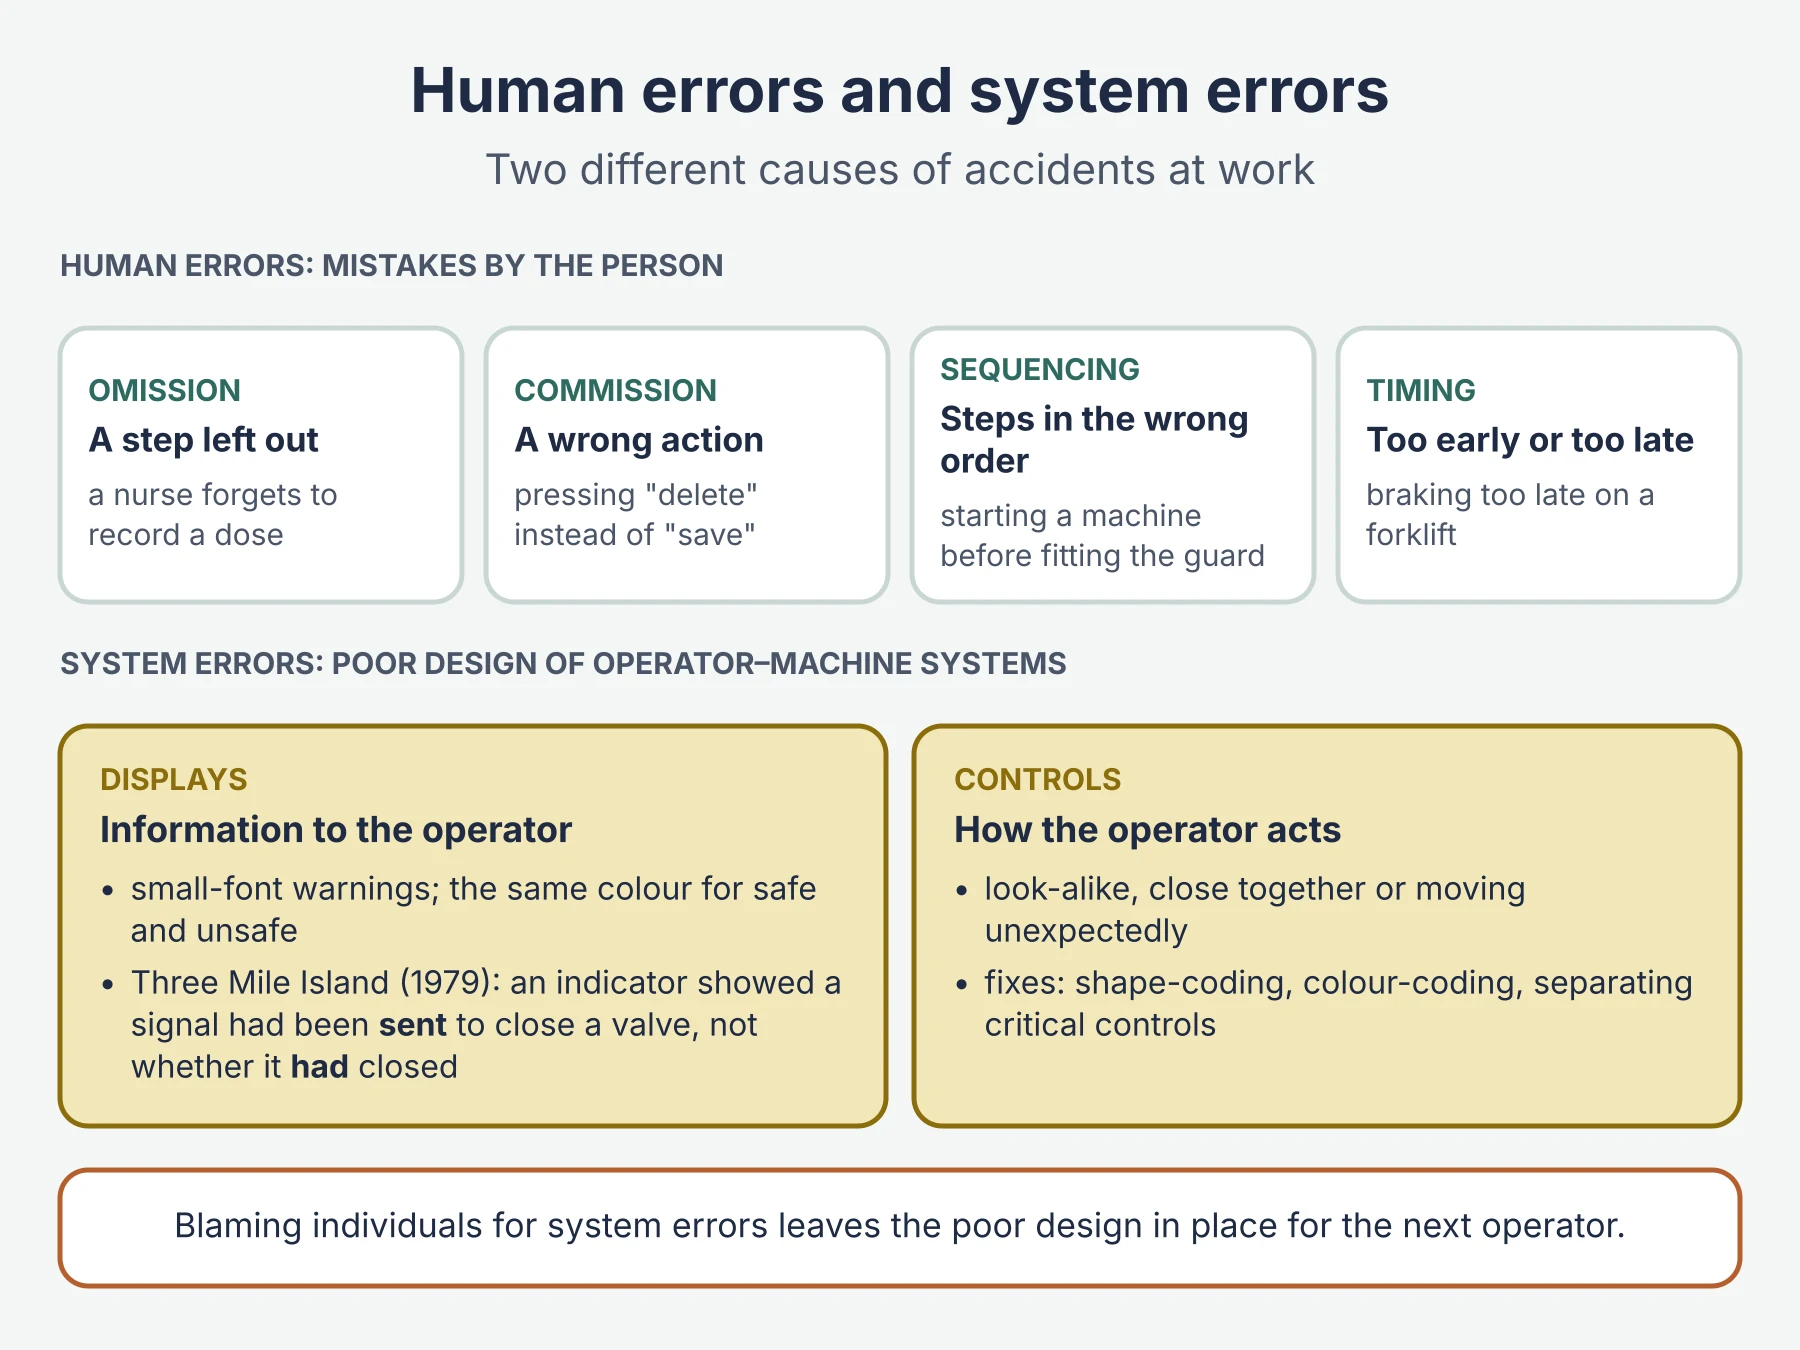 Human errors and system errors
Two different causes of accidents at work
HUMAN ERRORS: MISTAKES BY THE PERSON
OMISSION
A step left out
a nurse forgets to
record a dose
COMMISSION
A wrong action
pressing "delete"
instead of "save"
SEQUENCING
Steps in the wrong
order
starting a machine
before fitting the guard
TIMING
Too early or too late
braking too late on a
forklift
SYSTEM ERRORS: POOR DESIGN OF OPERATOR–MACHINE SYSTEMS
DISPLAYS
Information to the operator
• small-font warnings; the same colour for safe
and unsafe
• Three Mile Island (1979): an indicator showed a
signal had been sent to close a valve, not
whether it had closed
CONTROLS
How the operator acts
• look-alike, close together or moving
unexpectedly
• fixes: shape-coding, colour-coding, separating
critical controls
Blaming individuals for system errors leaves the poor design in place for the next operator.